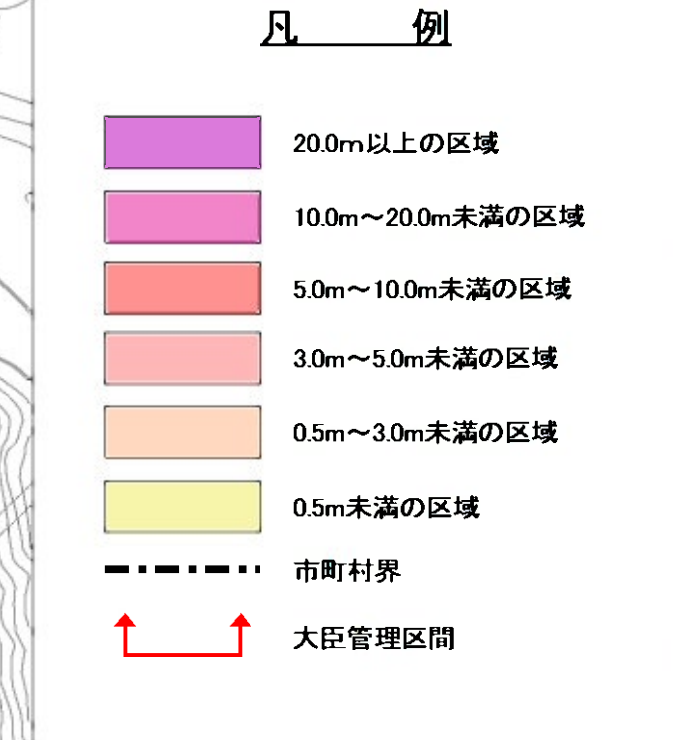 凡 例
20.0m以上の区域
10.0m～20.0m未満の区域
5.0m～10.0m未満の区域
3.0m～5.0m未満の区域
0.5m～3.0m未満の区域
0.5m未満の区域
市町村界
大臣管理区間